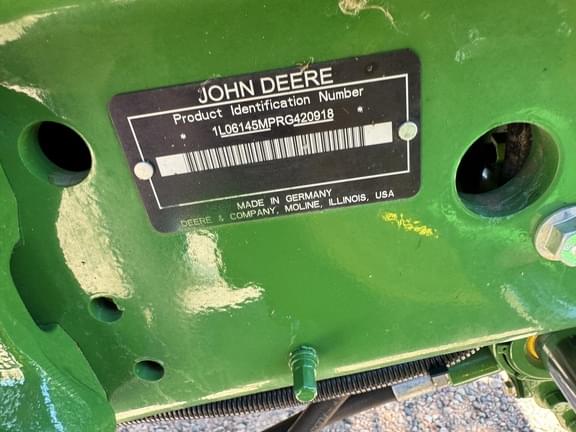 JOHN DEERE
Product Identification Number
* 1L06145MPRG420918 *
MADE IN GERMANY
DEERE & COMPANY, MOLINE, ILLINOIS, USA